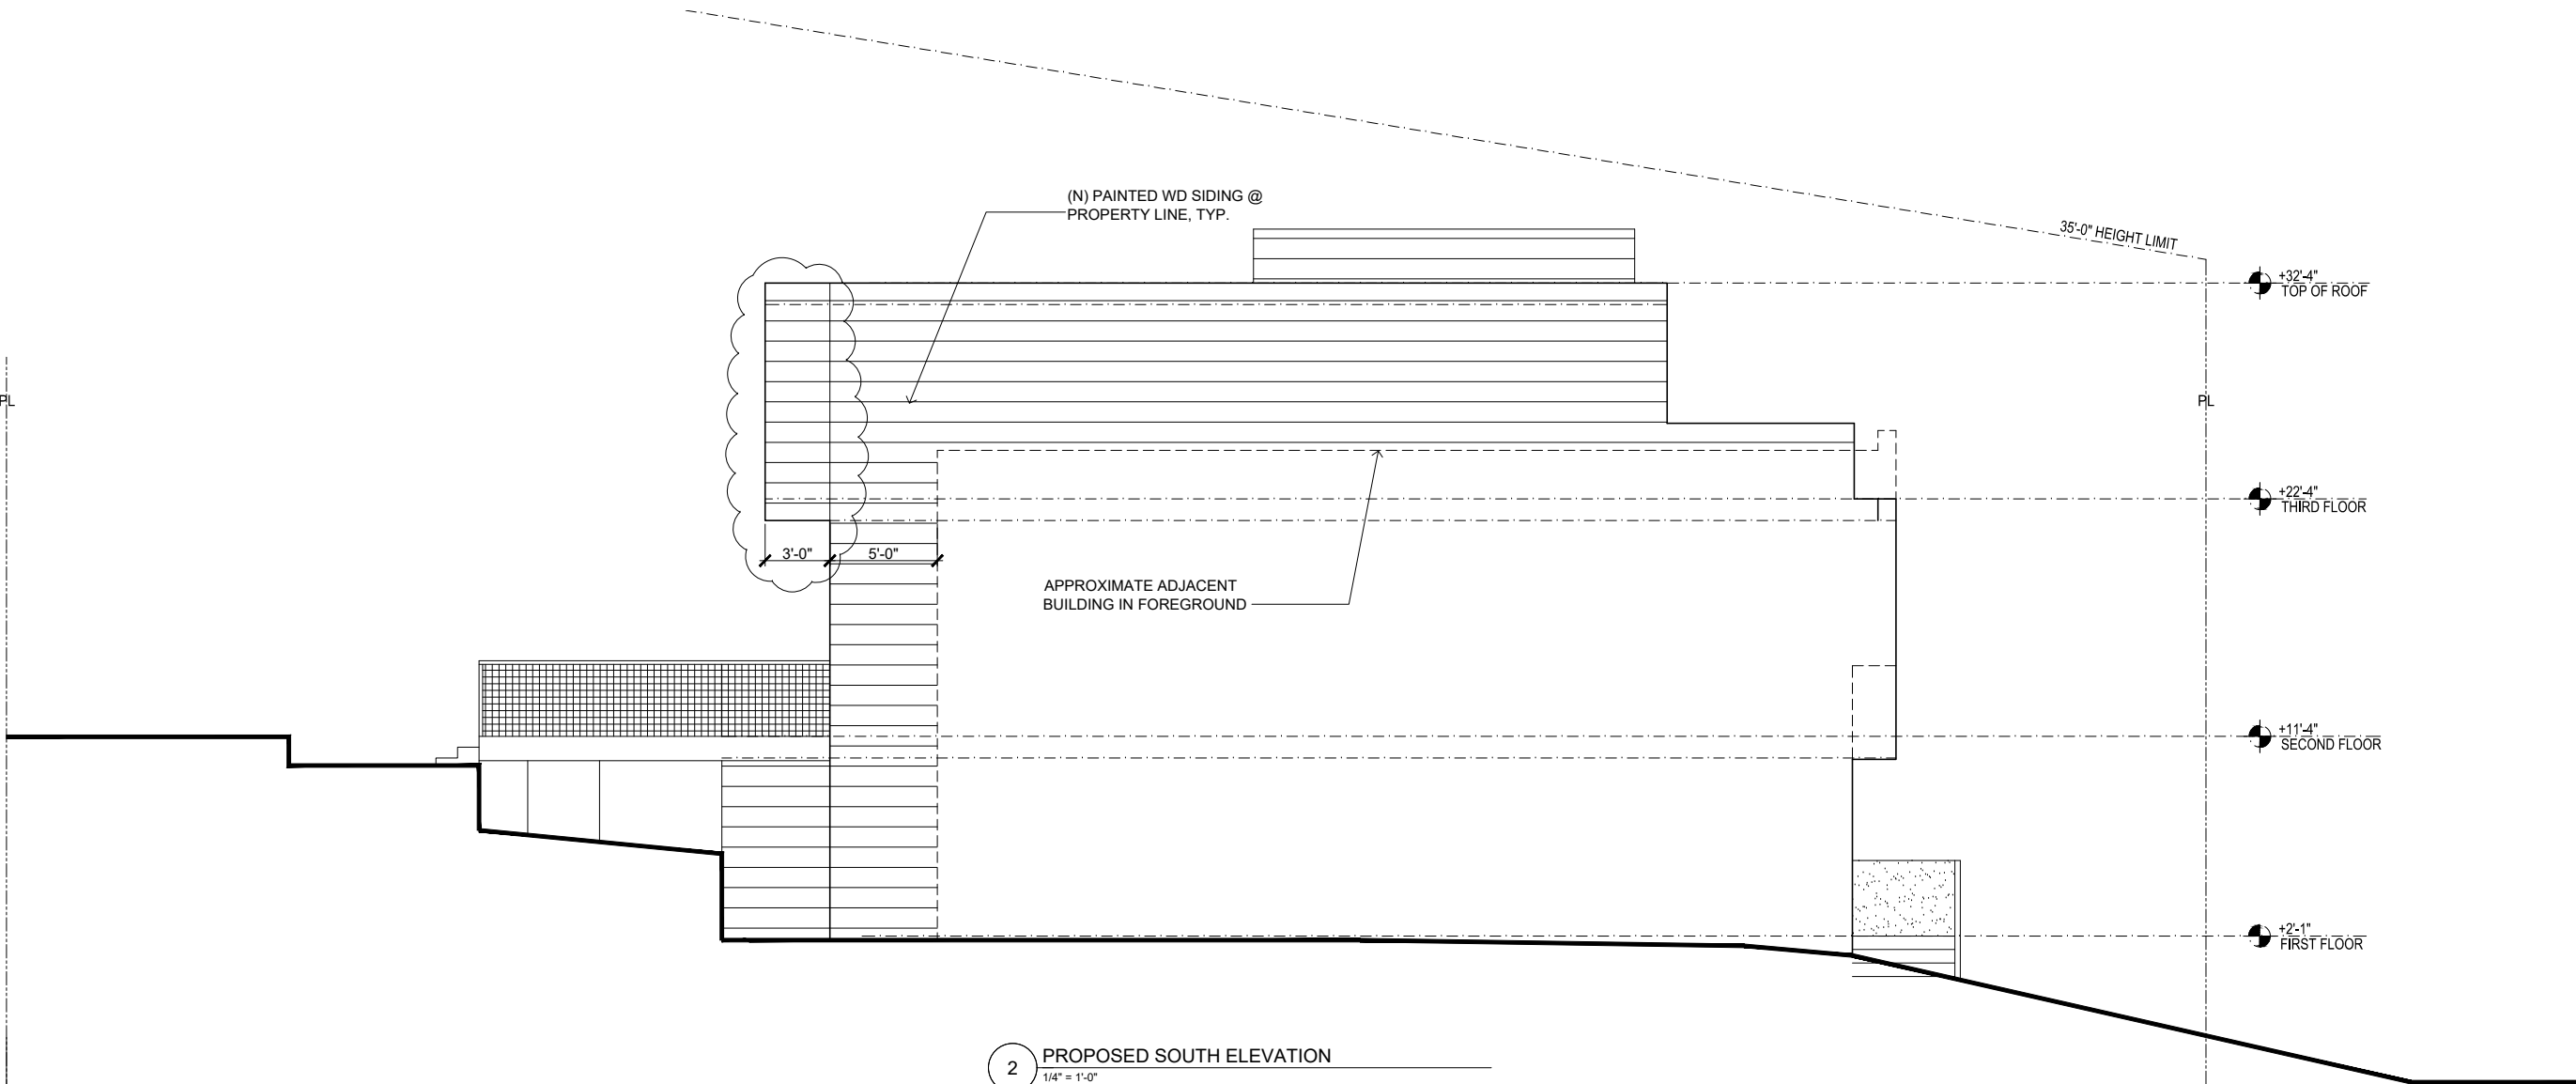 (N) PAINTED WD SIDING @
PROPERTY LINE, TYP.
35'-0" HEIGHT LIMIT
+32'-4"
TOP OF ROOF
PL
PL
+22'-4"
THIRD FLOOR
3'-0"
5'-0"
APPROXIMATE ADJACENT
BUILDING IN FOREGROUND
+11'-4"
SECOND FLOOR
+2'-1"
FIRST FLOOR
2
PROPOSED SOUTH ELEVATION
1/4" = 1'-0"